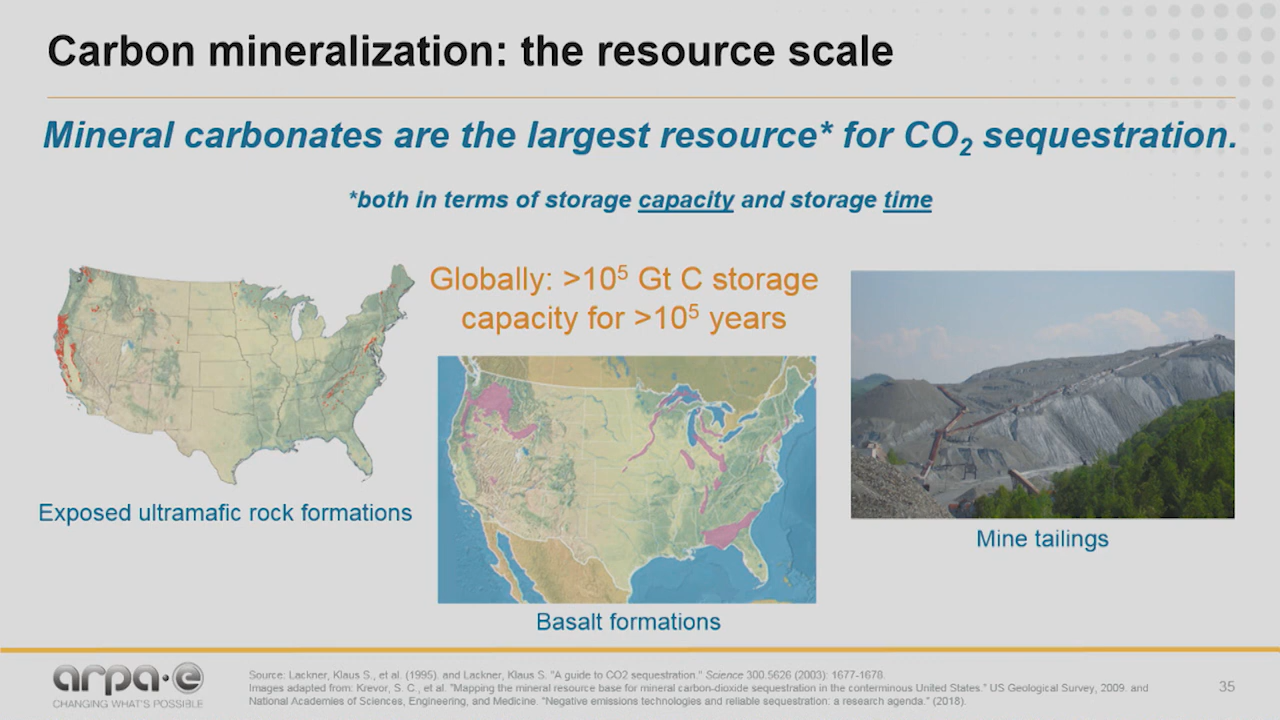 Carbon mineralization: the resource scale
Mineral carbonates are the largest resource* for CO₂ sequestration.
*both in terms of storage capacity and storage time
Globally: >10⁵ Gt C storage
capacity for >10⁵ years
Exposed ultramafic rock formations
Mine tailings
Basalt formations
arpa·e
CHANGING WHAT'S POSSIBLE
Source: Lackner, Klaus S., et al. (1995). and Lackner, Klaus S. "A guide to CO2 sequestration." Science 300.5626 (2003): 1677-1678.
Images adapted from: Krevor, S. C., et al. "Mapping the mineral resource base for mineral carbon-dioxide sequestration in the conterminous United States." US Geological Survey, 2009. and
National Academies of Sciences, Engineering, and Medicine. "Negative emissions technologies and reliable sequestration: a research agenda." (2018).
35